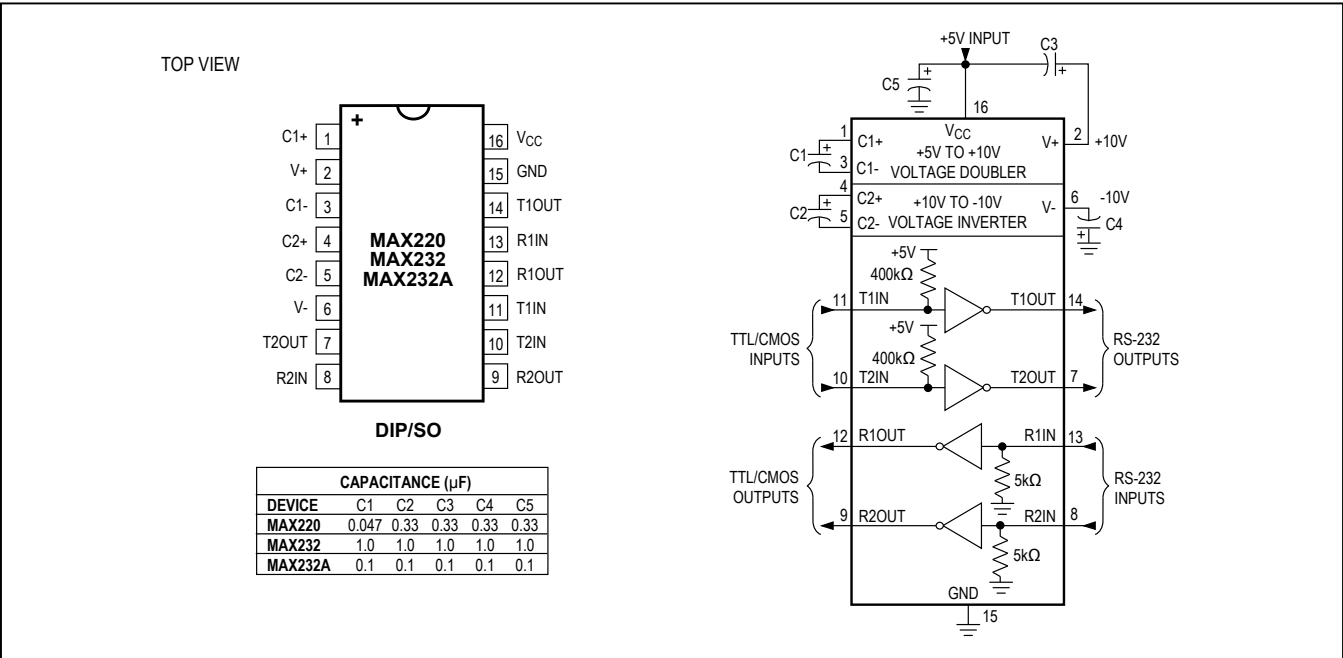 TOP VIEW
+
C1+ 1
V+ 2
C1- 3
C2+ 4
C2- 5
V- 6
T2OUT 7
R2IN 8
16 VCC
15 GND
14 T1OUT
13 R1IN
12 R1OUT
11 T1IN
10 T2IN
9 R2OUT
MAX220
MAX232
MAX232A
DIP/SO
CAPACITANCE (µF)
DEVICE C1 C2 C3 C4 C5
MAX220 0.047 0.33 0.33 0.33 0.33
MAX232 1.0 1.0 1.0 1.0 1.0
MAX232A 0.1 0.1 0.1 0.1 0.1
+5V INPUT
C3
+
C5
+
16
VCC
1 C1+
C1 +
3 C1-
+5V TO +10V
VOLTAGE DOUBLER
V+ 2 +10V
4 C2+
C2 +
5 C2-
+10V TO -10V
VOLTAGE INVERTER
V- 6 -10V
C4
+
+5V
400kΩ
11 T1IN
T1OUT 14
+5V
400kΩ
10 T2IN
T2OUT 7
TTL/CMOS
INPUTS
RS-232
OUTPUTS
12 R1OUT
R1IN 13
5kΩ
9 R2OUT
R2IN 8
5kΩ
TTL/CMOS
OUTPUTS
RS-232
INPUTS
GND
15